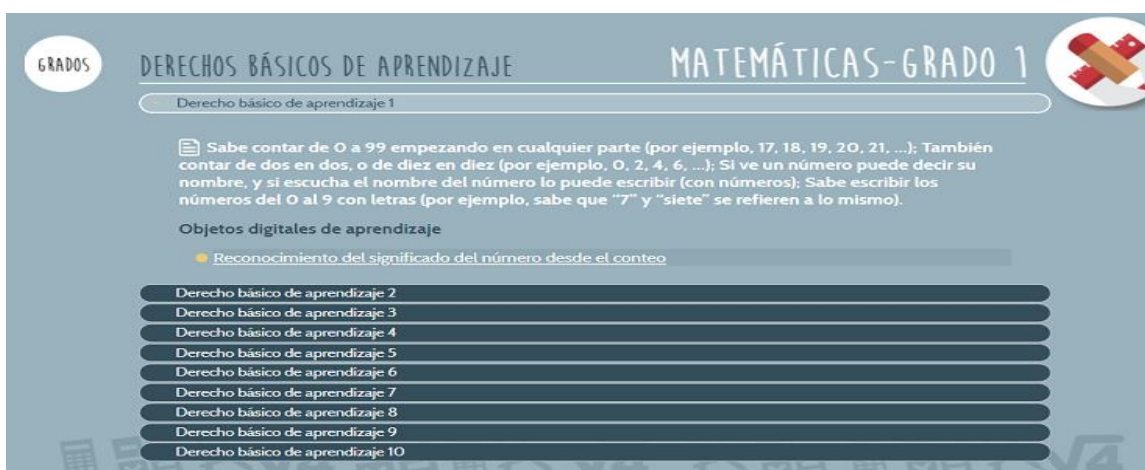 GRADOS
DERECHOS BÁSICOS DE APRENDIZAJE
MATEMÁTICAS-GRADO 1
Derecho básico de aprendizaje 1
Sabe contar de 0 a 99 empezando en cualquier parte (por ejemplo, 17, 18, 19, 20, 21, ...); También
contar de dos en dos, o de diez en diez (por ejemplo, 0, 2, 4, 6, ...); Si ve un número puede decir su
nombre, y si escucha el nombre del número lo puede escribir (con números); Sabe escribir los
números del 0 al 9 con letras (por ejemplo, sabe que "7" y "siete" se refieren a lo mismo).
Objetos digitales de aprendizaje
Reconocimiento del significado del número desde el conteo
Derecho básico de aprendizaje 2
Derecho básico de aprendizaje 3
Derecho básico de aprendizaje 4
Derecho básico de aprendizaje 5
Derecho básico de aprendizaje 6
Derecho básico de aprendizaje 7
Derecho básico de aprendizaje 8
Derecho básico de aprendizaje 9
Derecho básico de aprendizaje 10